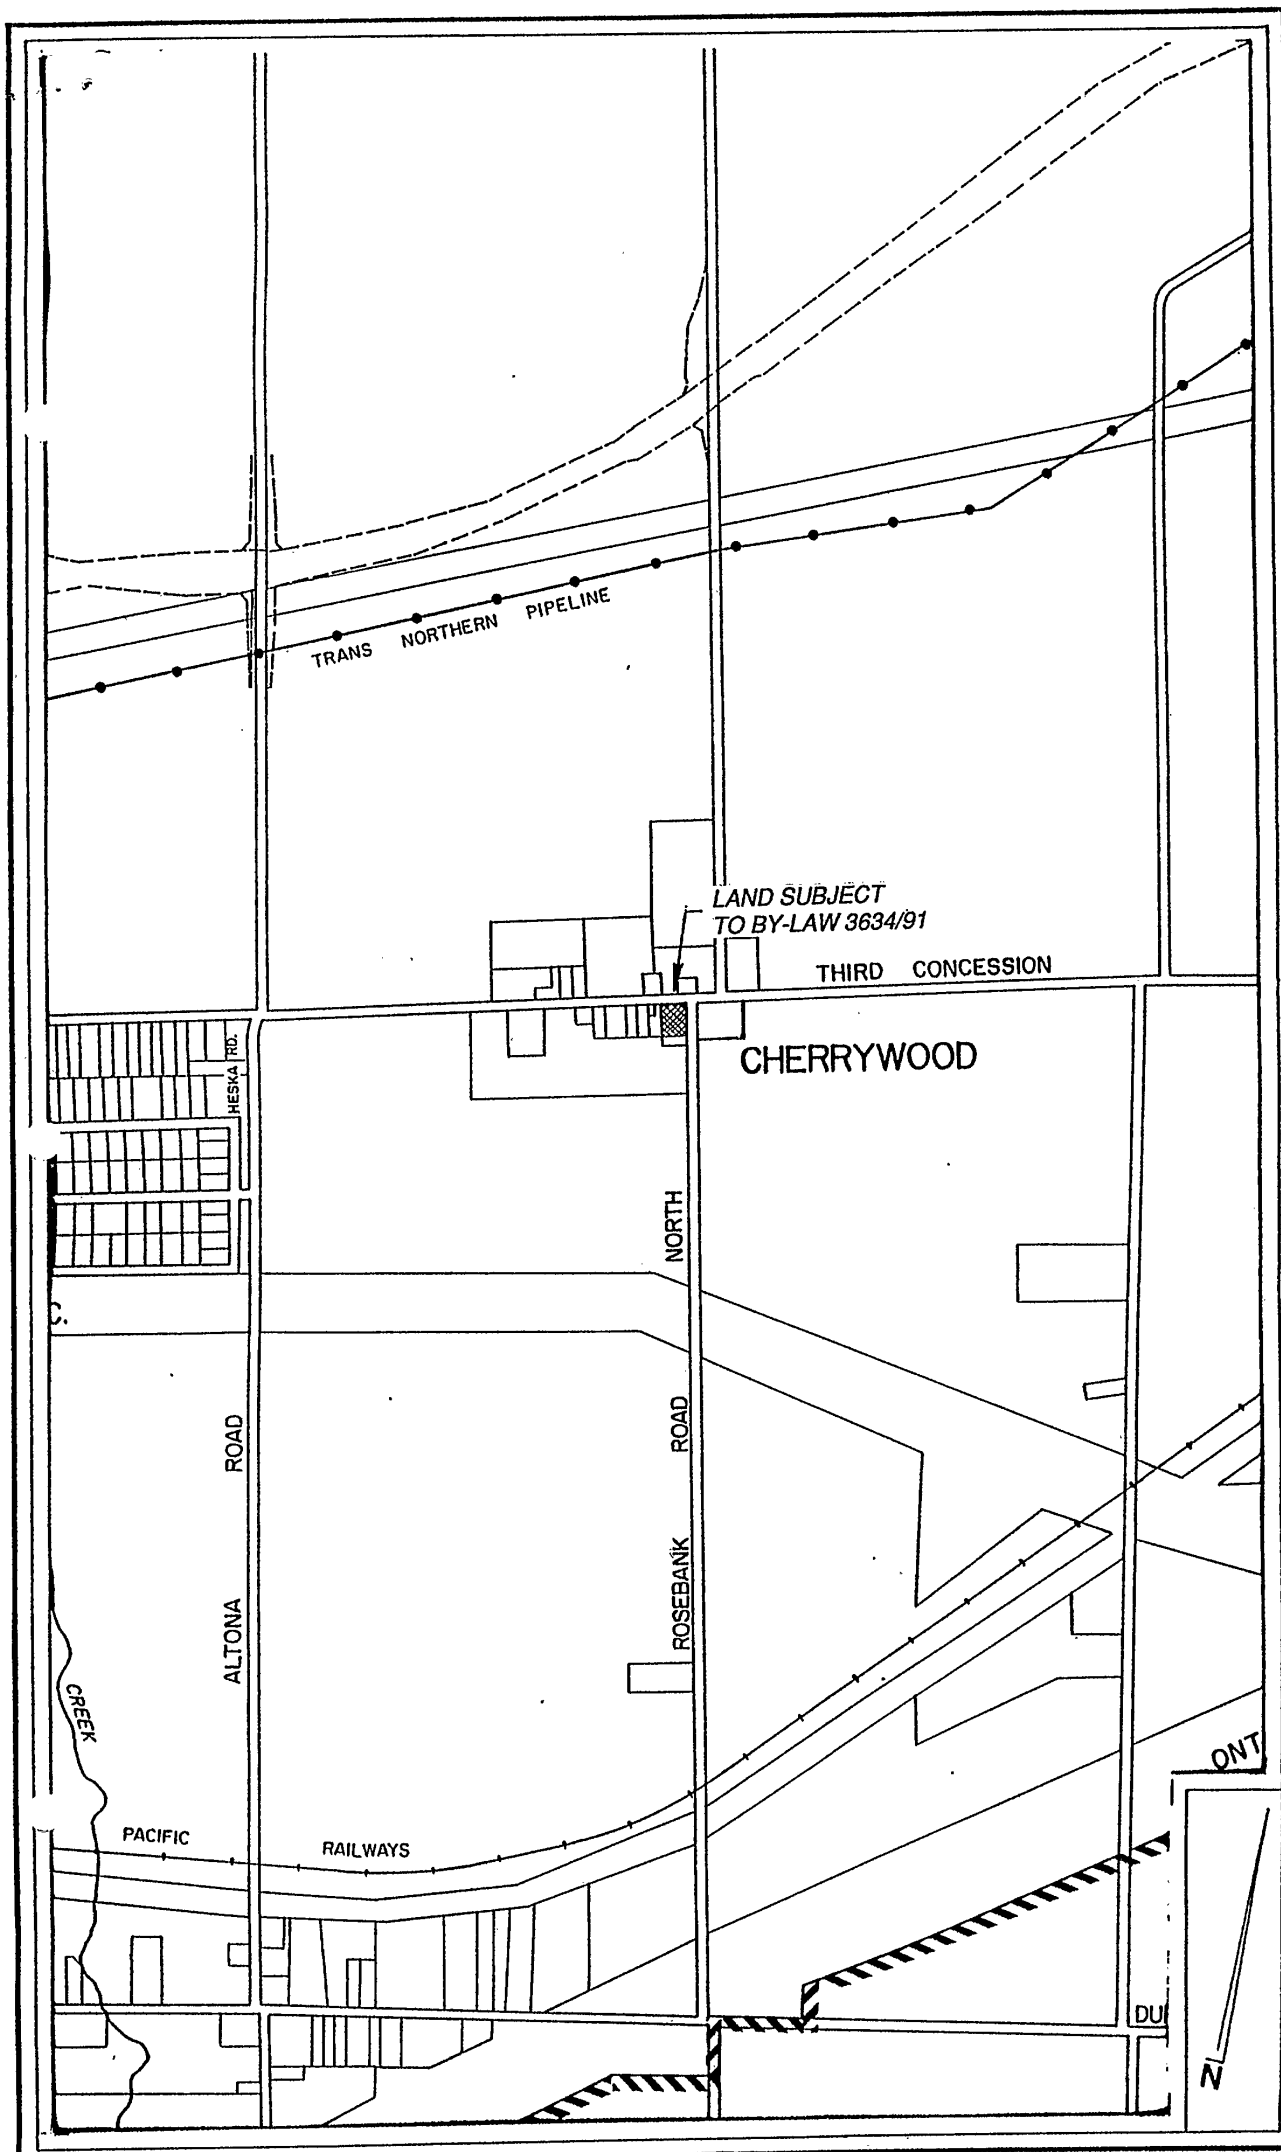 TRANS NORTHERN PIPELINE
LAND SUBJECT
TO BY-LAW 3634/91
THIRD CONCESSION
CHERRYWOOD
HESKA RD.
C.
ROSEBANK ROAD NORTH
ALTONA ROAD
CREEK
PACIFIC RAILWAYS
ONT
DU
N